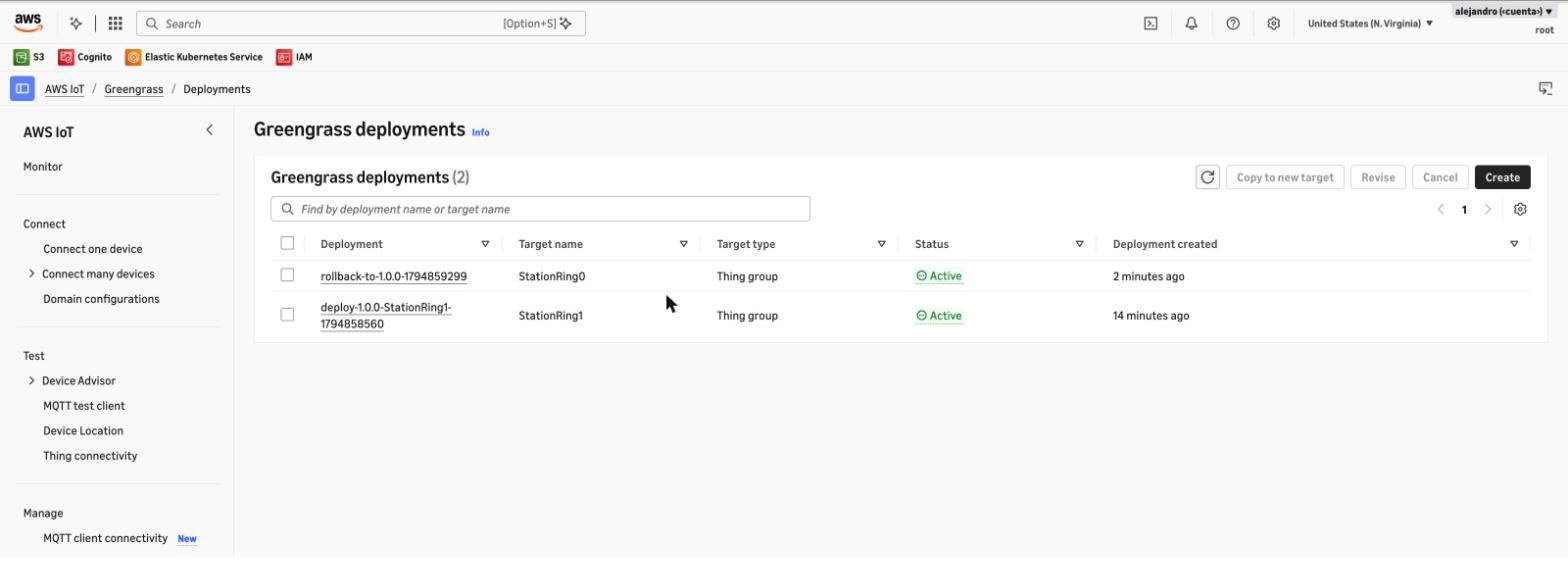 aws
Search [Option+S]
United States (N. Virginia) ▼
alejandro (‹cuenta›) ▼
root
S3 Cognito Elastic Kubernetes Service IAM
AWS IoT / Greengrass / Deployments
AWS IoT
Monitor
Connect
Connect one device
Connect many devices
Domain configurations
Test
Device Advisor
MQTT test client
Device Location
Thing connectivity
Manage
MQTT client connectivity New
Greengrass deployments Info
Greengrass deployments (2)
Copy to new target Revise Cancel Create
Find by deployment name or target name
1
Deployment Target name Target type Status Deployment created
rollback-to-1.0.0-1794859299 StationRing0 Thing group Active 2 minutes ago
deploy-1.0.0-StationRing1-
1794858560 StationRing1 Thing group Active 14 minutes ago